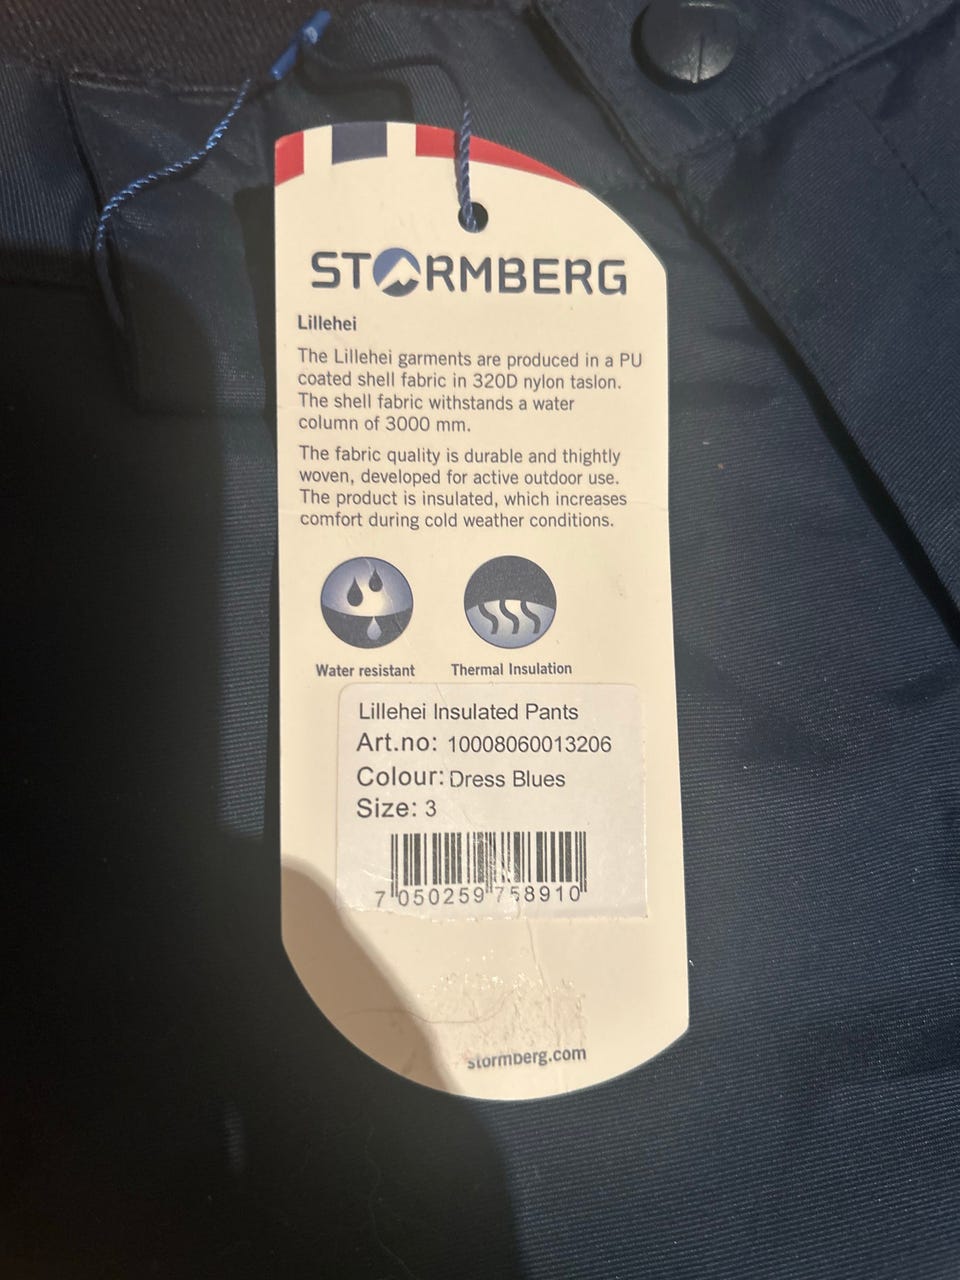 STORMBERG
Lillehei
The Lillehei garments are produced in a PU
coated shell fabric in 320D nylon taslon.
The shell fabric withstands a water
column of 3000 mm.
The fabric quality is durable and thightly
woven, developed for active outdoor use.
The product is insulated, which increases
comfort during cold weather conditions.
Water resistant
Thermal Insulation
Lillehei Insulated Pants
Art.no: 10008060013206
Colour: Dress Blues
Size: 3
7 050259 758910
stormberg.com